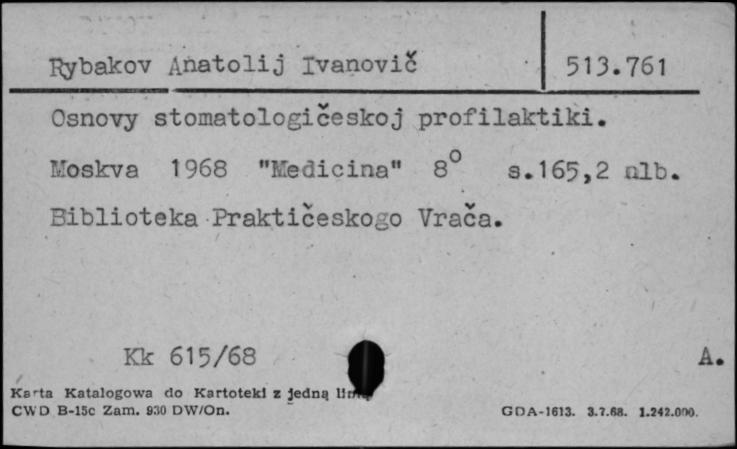 Rybakov Anatolij Ivanovič 513.761
Osnovy stomatologičeskoj profilaktiki.
Moskva 1968 "Medicina" 8° s.165,2 nlb.
Biblioteka Praktičeskogo Vrača.
Kk 615/68 A.
Karta Katalogowa do Kartoteki z jedną linią
CWD B-15c Zam. 930 DW/On. GDA-1613. 3.7.68. 1.242.000.